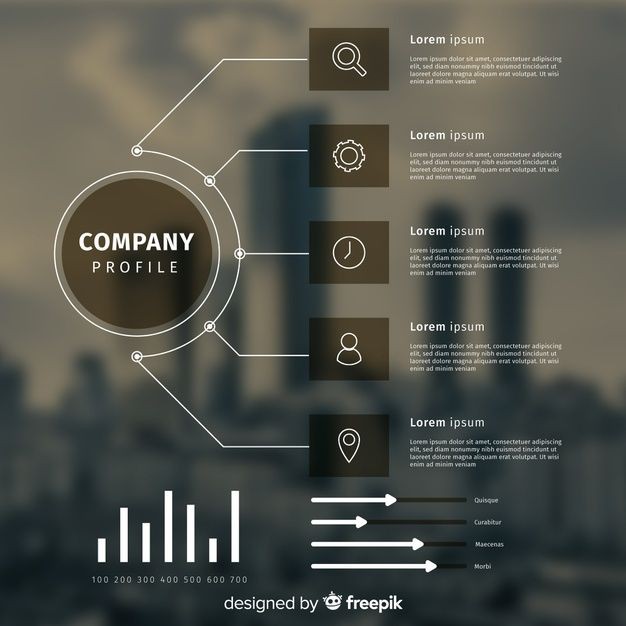 Lorem ipsum
Lorem ipsum dolor sit amet, consectetuer adipiscing
elit, sed diam nonummy nibh euismod tincidunt ut
laoreet dolore magna aliquam erat volutpat. Ut wisi
enim ad minim veniam
Lorem ipsum
Lorem ipsum dolor sit amet, consectetuer adipiscing
elit, sed diam nonummy nibh euismod tincidunt ut
laoreet dolore magna aliquam erat volutpat. Ut wisi
enim ad minim veniam
COMPANY
PROFILE
Lorem ipsum
Lorem ipsum dolor sit amet, consectetuer adipiscing
elit, sed diam nonummy nibh euismod tincidunt ut
laoreet dolore magna aliquam erat volutpat. Ut wisi
enim ad minim veniam
Lorem ipsum
Lorem ipsum dolor sit amet, consectetuer adipiscing
elit, sed diam nonummy nibh euismod tincidunt ut
laoreet dolore magna aliquam erat volutpat. Ut wisi
enim ad minim veniam
Lorem ipsum
Lorem ipsum dolor sit amet, consectetuer adipiscing
elit, sed diam nonummy nibh euismod tincidunt ut
laoreet dolore magna aliquam erat volutpat. Ut wisi
enim ad minim veniam
100 200 300 400 500 600 700
Quisque
Curabitur
Maecenas
Morbi
designed by freepik